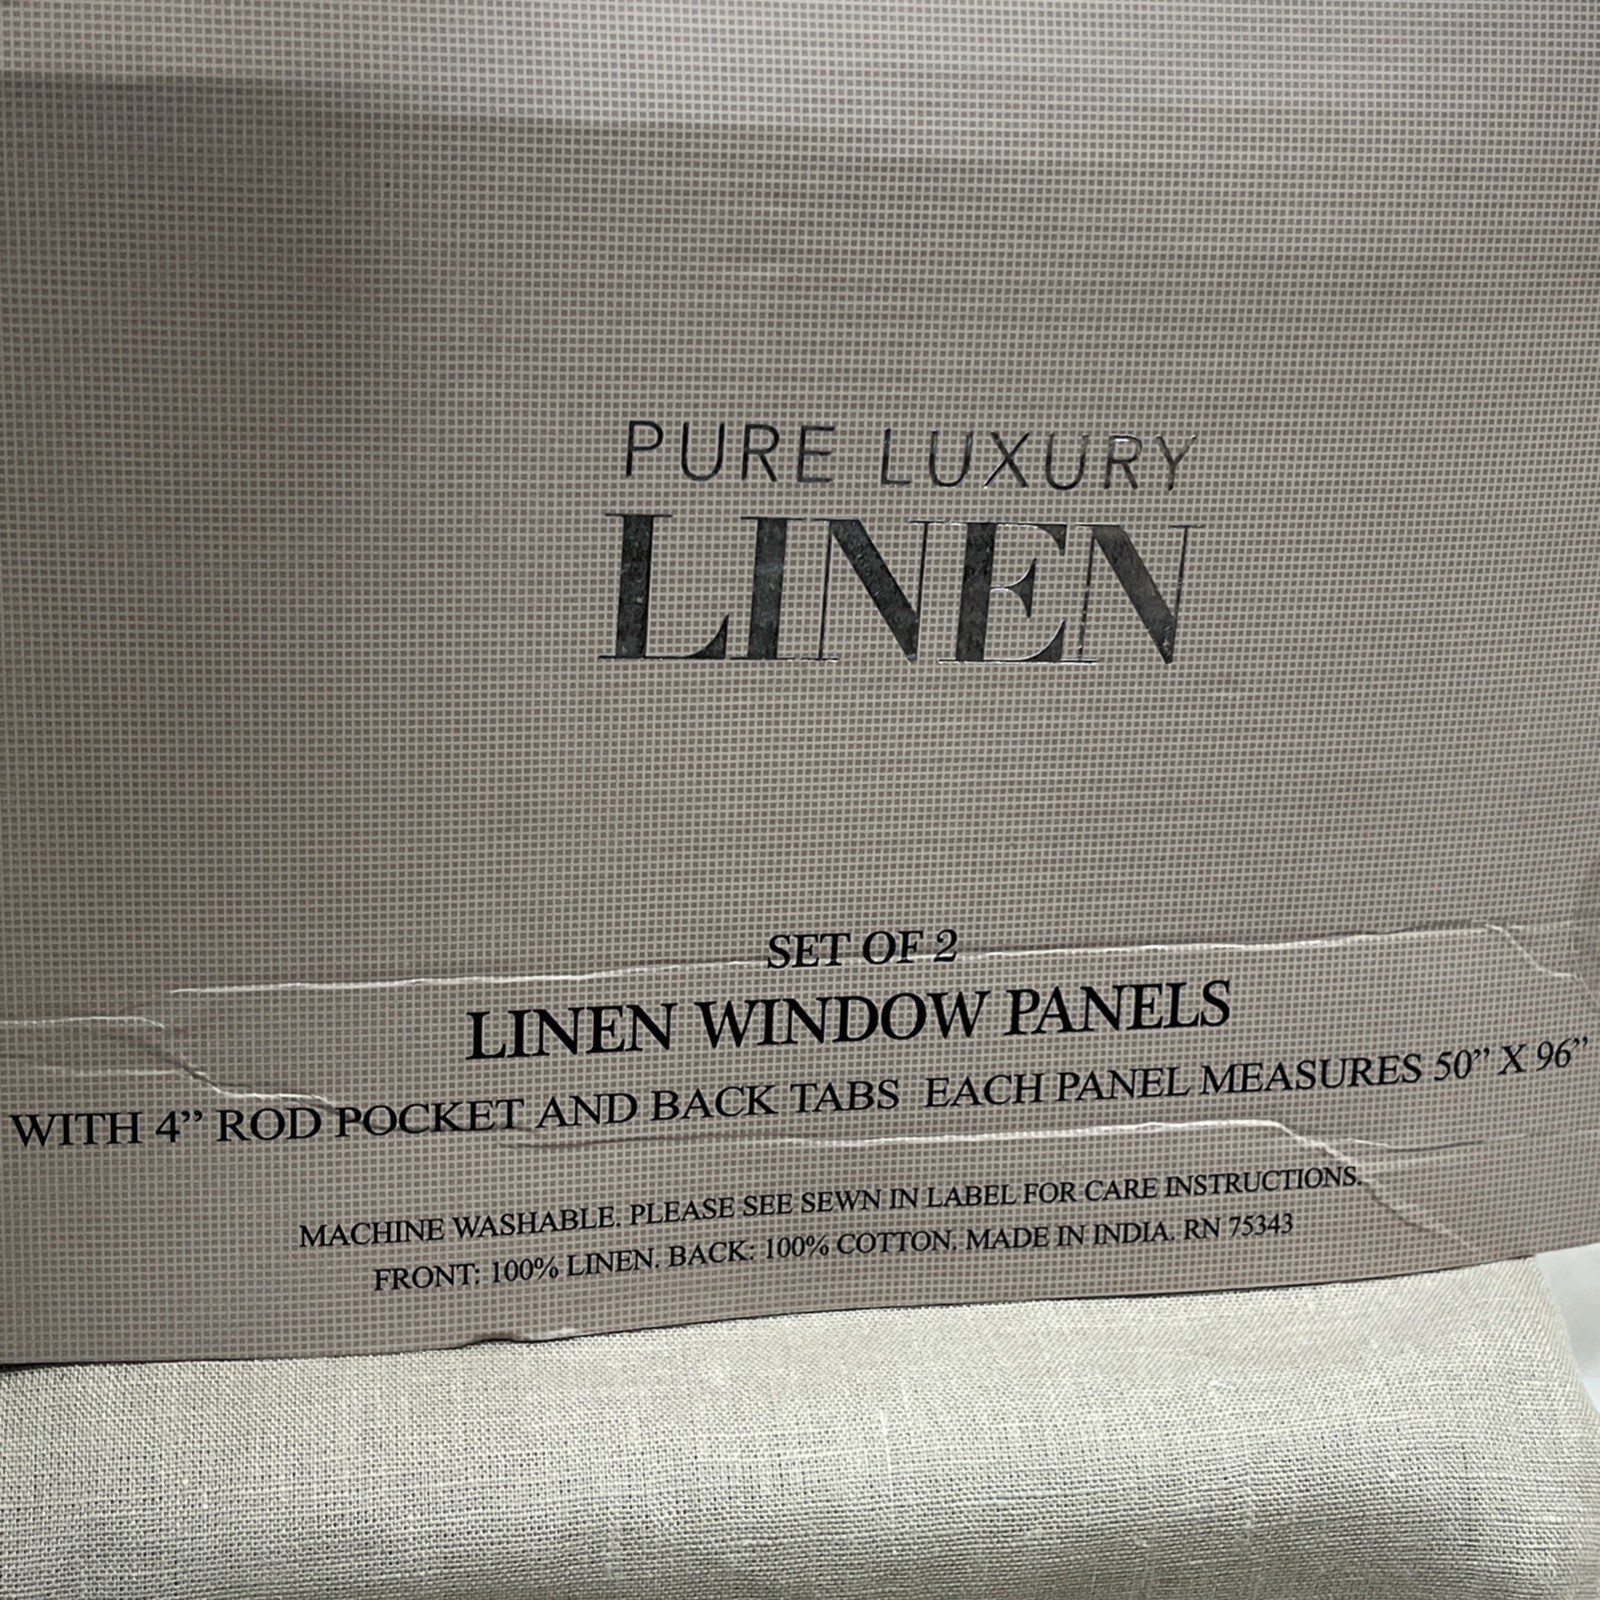 PURE LUXURY
LINEN
SET OF 2
LINEN WINDOW PANELS
WITH 4” ROD POCKET AND BACK TABS EACH PANEL MEASURES 50” X 96”
MACHINE WASHABLE. PLEASE SEE SEWN IN LABEL FOR CARE INSTRUCTIONS.
FRONT: 100% LINEN. BACK: 100% COTTON. MADE IN INDIA. RN 75343